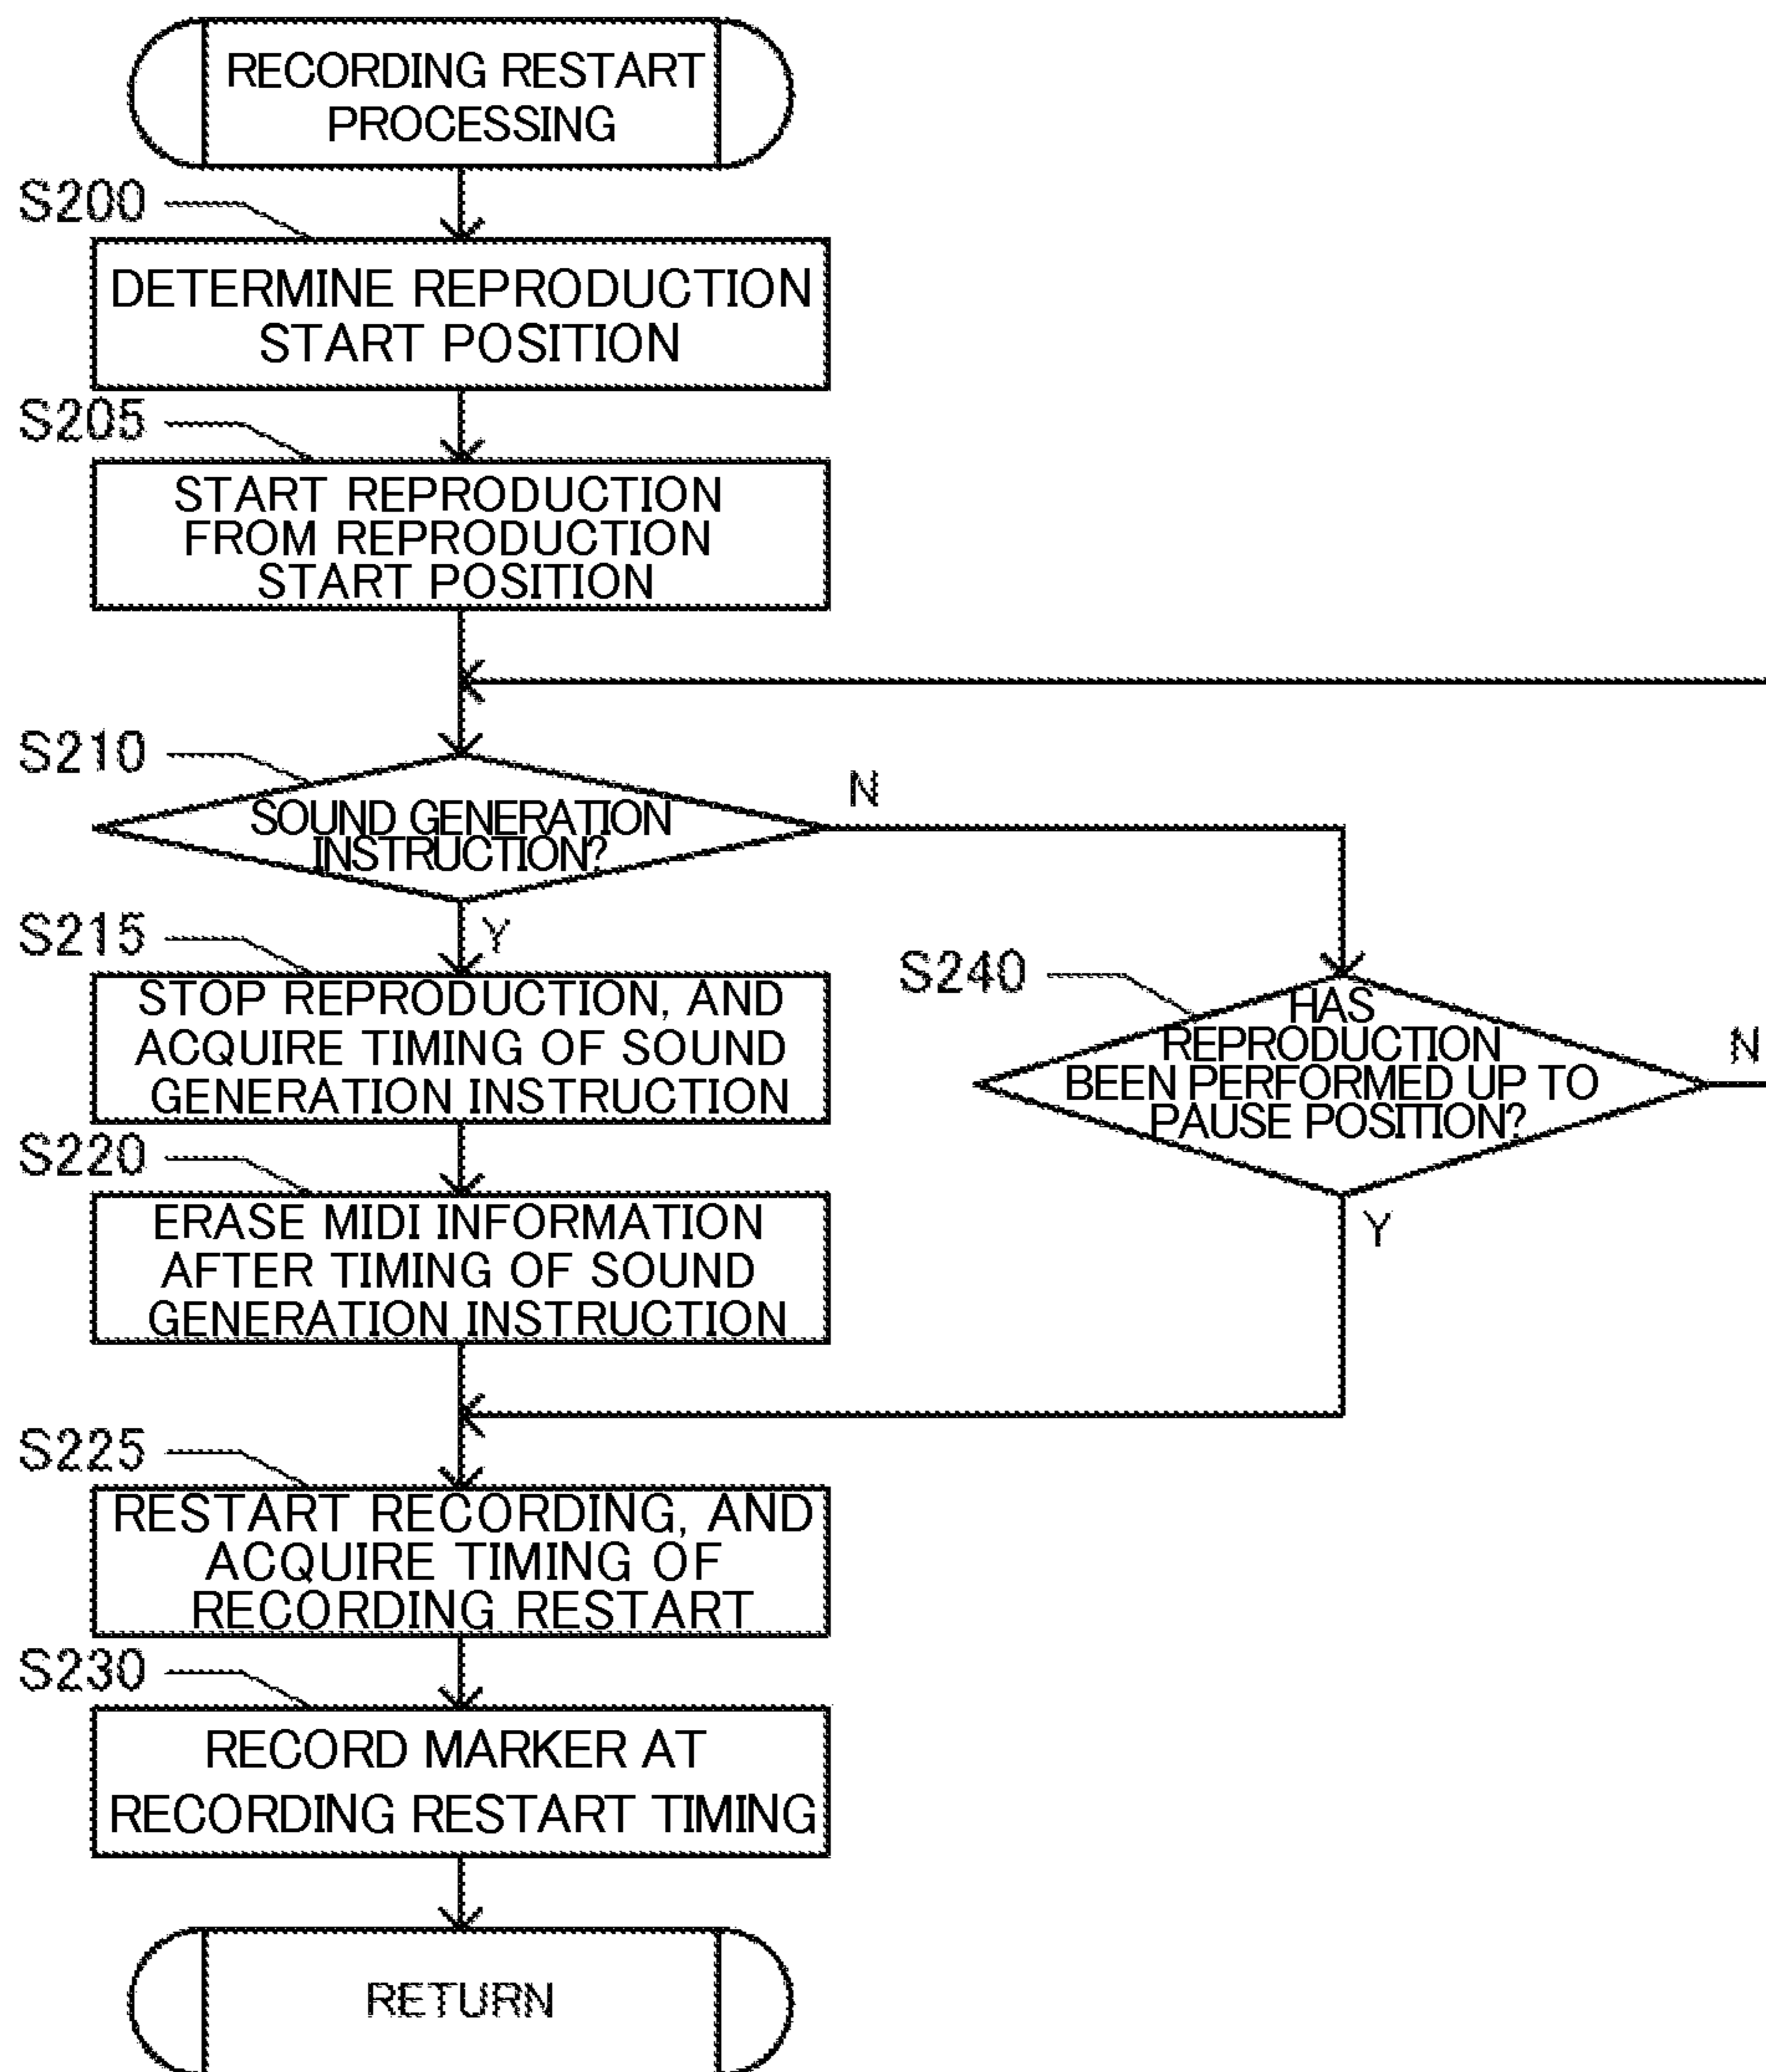 RECORDING RESTART
PROCESSING
S200
DETERMINE REPRODUCTION
START POSITION
S205
START REPRODUCTION
FROM REPRODUCTION
START POSITION
S210
SOUND GENERATION
INSTRUCTION?
N
Y
S215
STOP REPRODUCTION, AND
ACQUIRE TIMING OF SOUND
GENERATION INSTRUCTION
S240
HAS
REPRODUCTION
BEEN PERFORMED UP TO
PAUSE POSITION?
N
Y
S220
ERASE MIDI INFORMATION
AFTER TIMING OF SOUND
GENERATION INSTRUCTION
S225
RESTART RECORDING, AND
ACQUIRE TIMING OF
RECORDING RESTART
S230
RECORD MARKER AT
RECORDING RESTART TIMING
RETURN